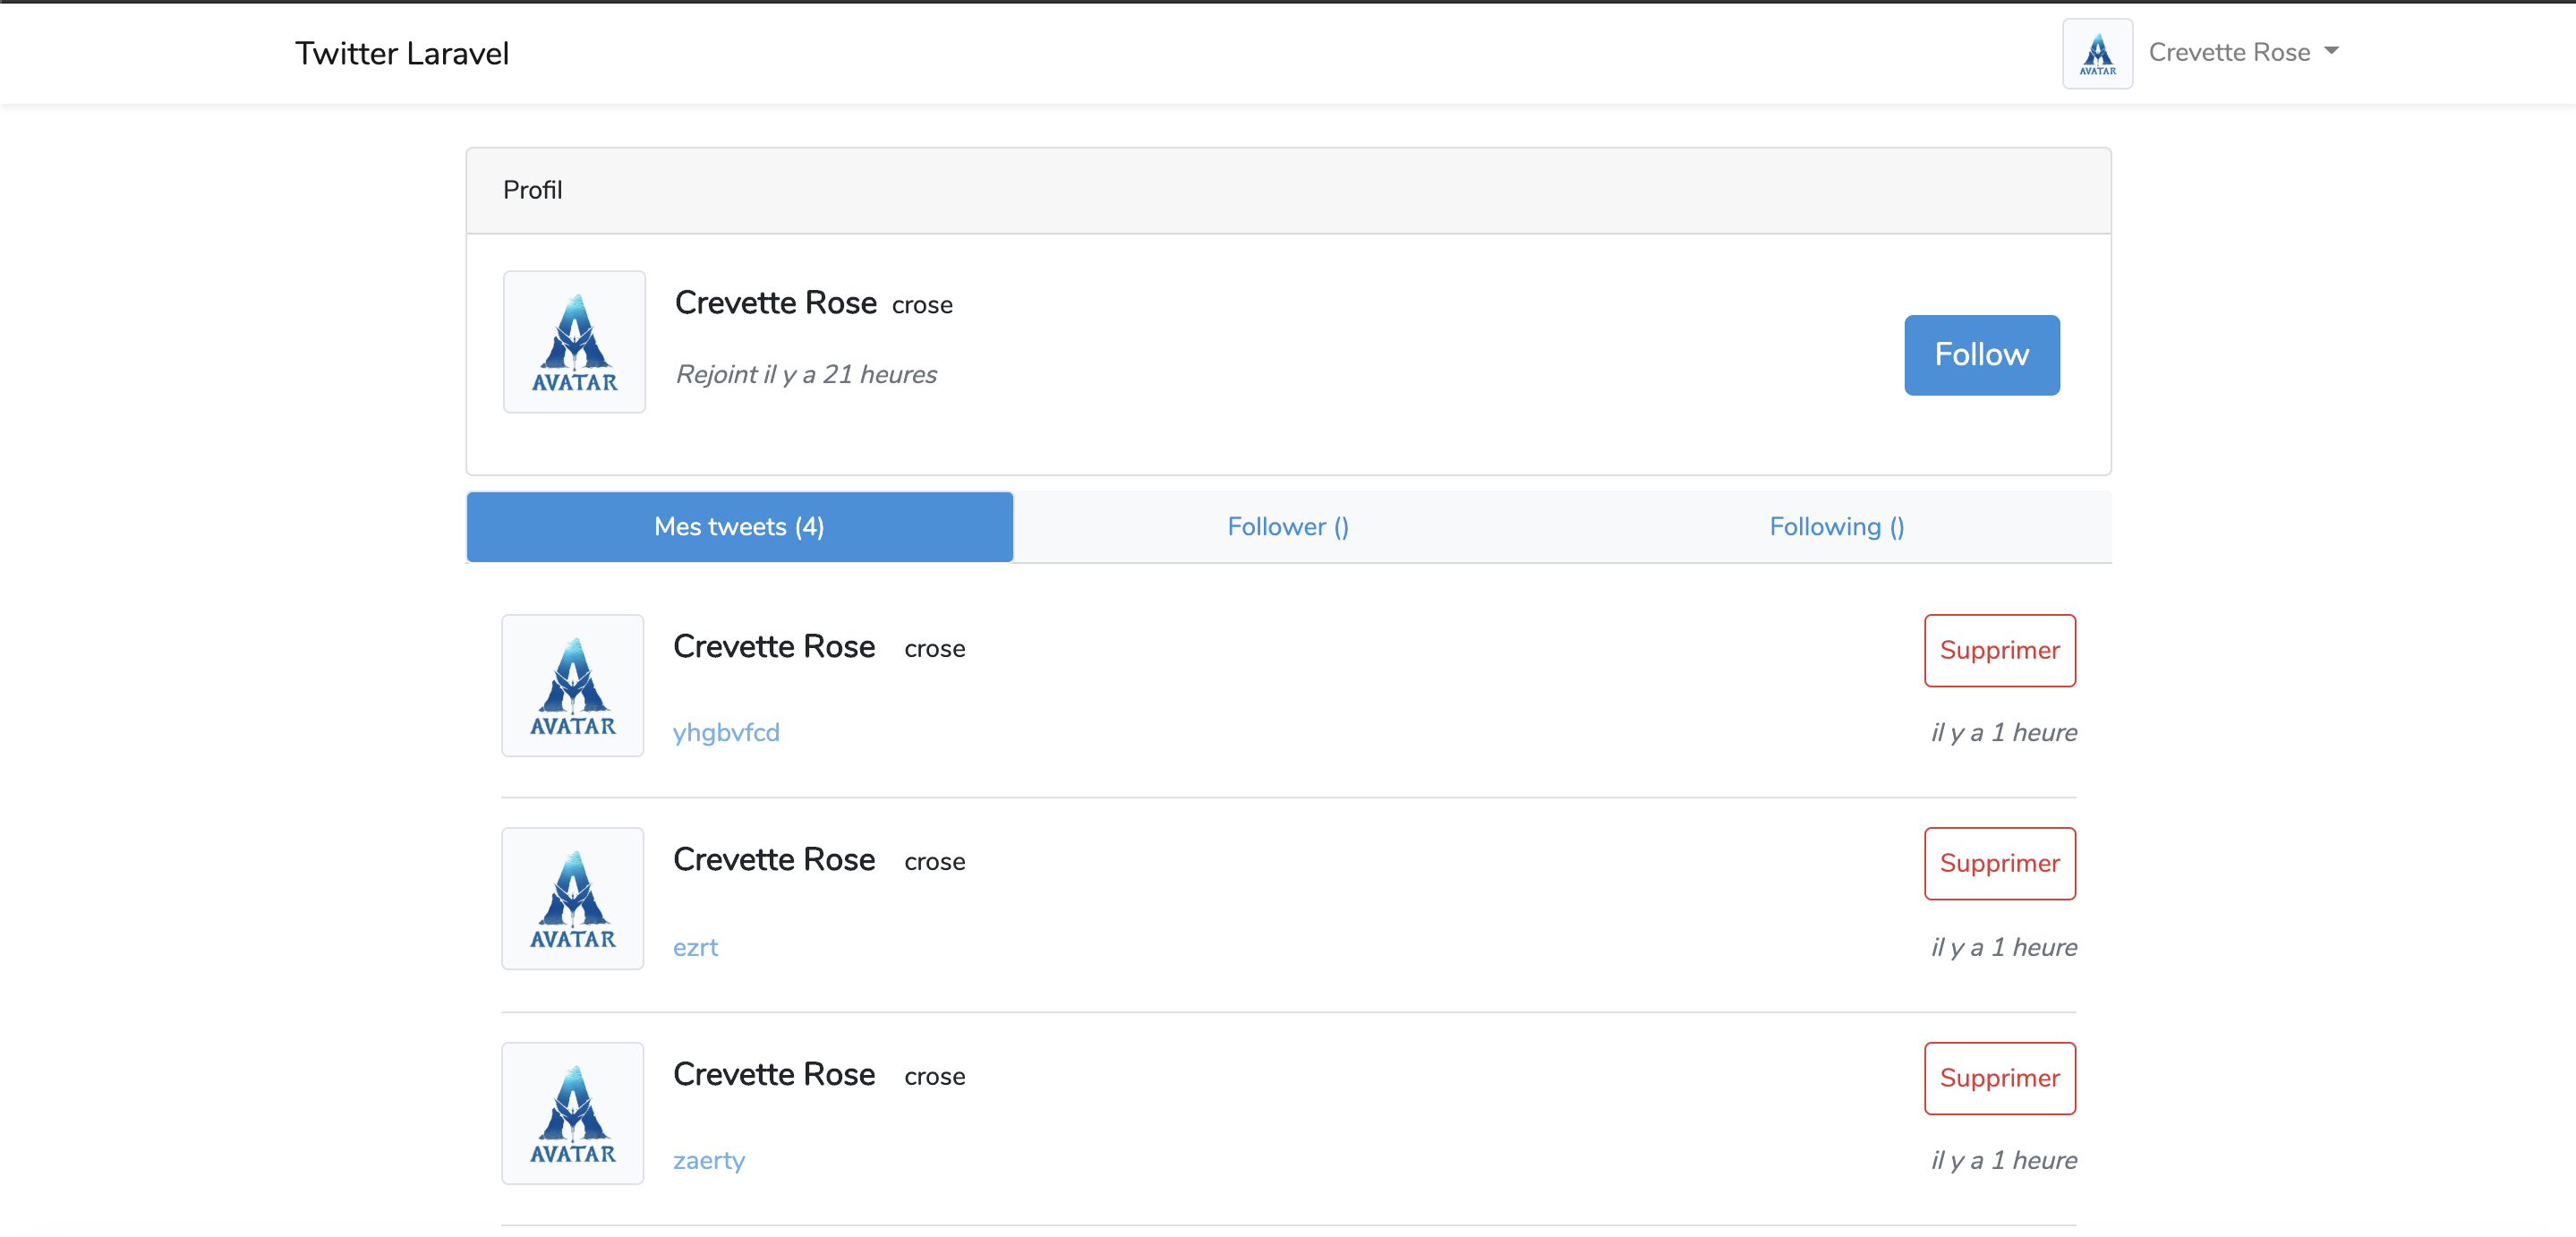 Twitter Laravel
AVATAR
Crevette Rose
Profil
AVATAR
Crevette Rose crose
Rejoint il y a 21 heures
Follow
Mes tweets (4)
Follower ()
Following ()
AVATAR
Crevette Rose crose
Supprimer
yhgbvfcd
il y a 1 heure
AVATAR
Crevette Rose crose
Supprimer
ezrt
il y a 1 heure
AVATAR
Crevette Rose crose
Supprimer
zaerty
il y a 1 heure